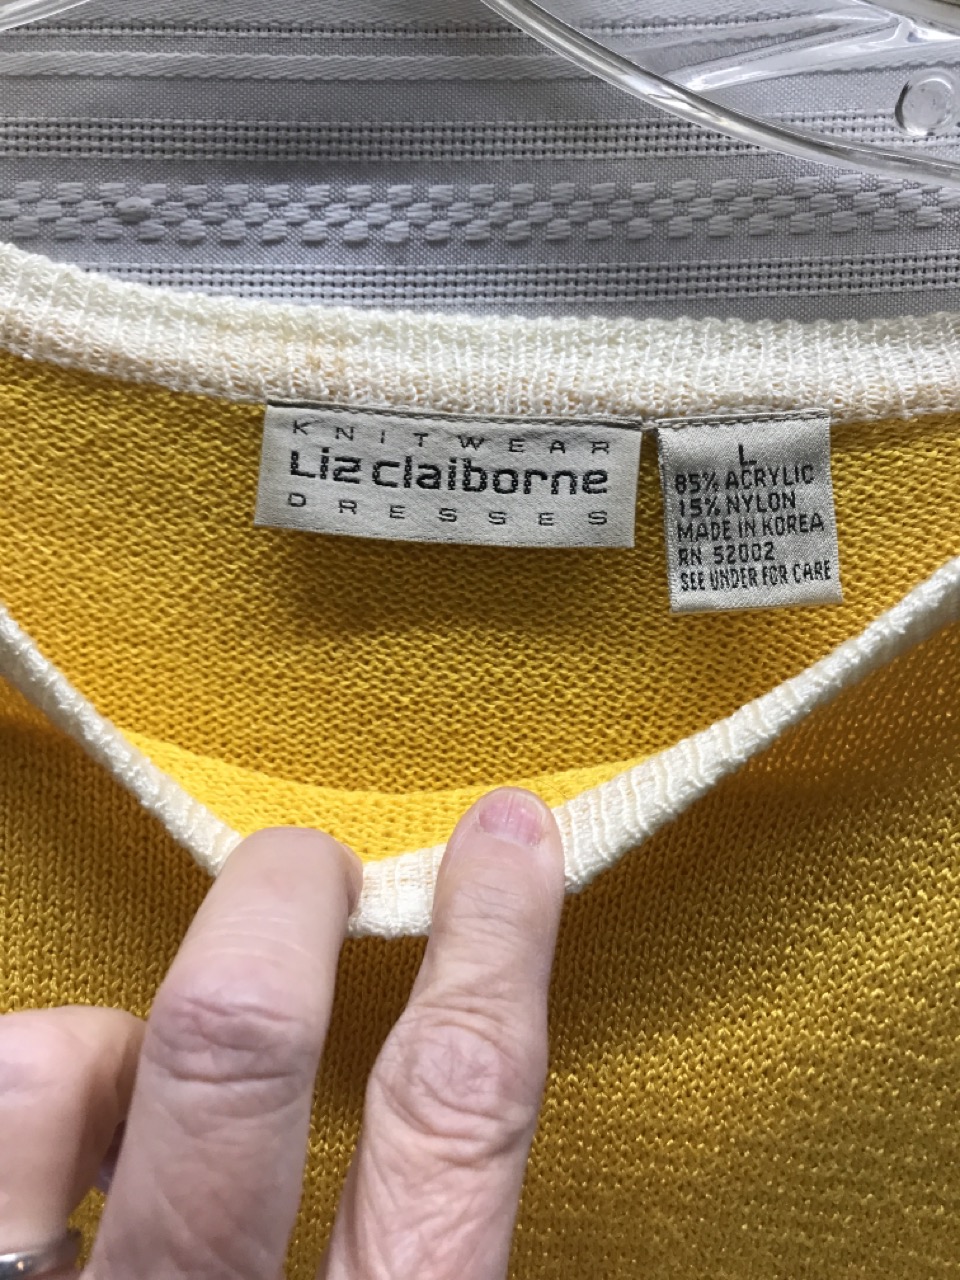 KNITWEAR
Liz claiborne
DRESSES
L
85% ACRYLIC
15% NYLON
MADE IN KOREA
RN 52002
SEE UNDER FOR CARE